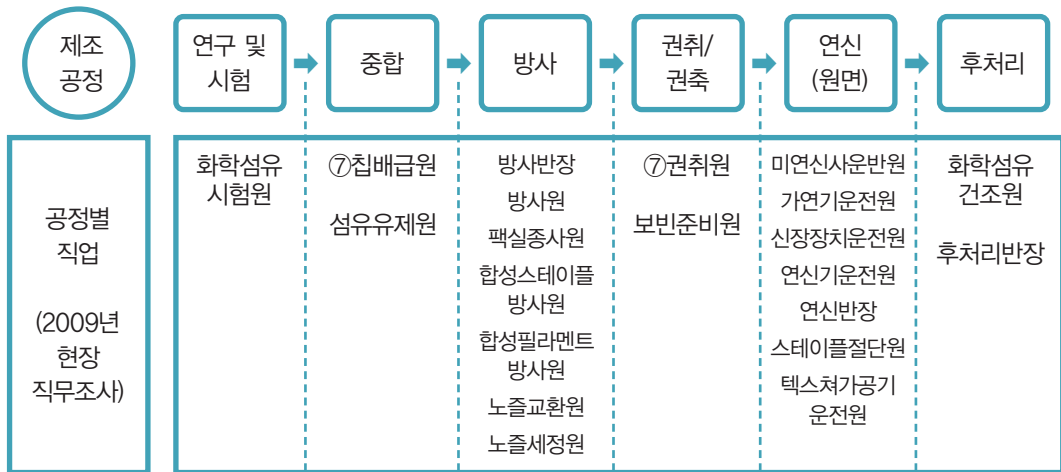 제조
공정
연구 및
시험
중합
방사
권취/
권축
연신
(원면)
후처리
공정별
직업
(2009년
현장
직무조사)
화학섬유
시험원
⑦칩배급원
섬유유제원
방사반장
방사원
팩실종사원
합성스테이플
방사원
합성필라멘트
방사원
노즐교환원
노즐세정원
⑦권취원
보빈준비원
미연신사운반원
가연기운전원
신장장치운전원
연신기운전원
연신반장
스테이플절단원
텍스쳐가공기
운전원
화학섬유
건조원
후처리반장